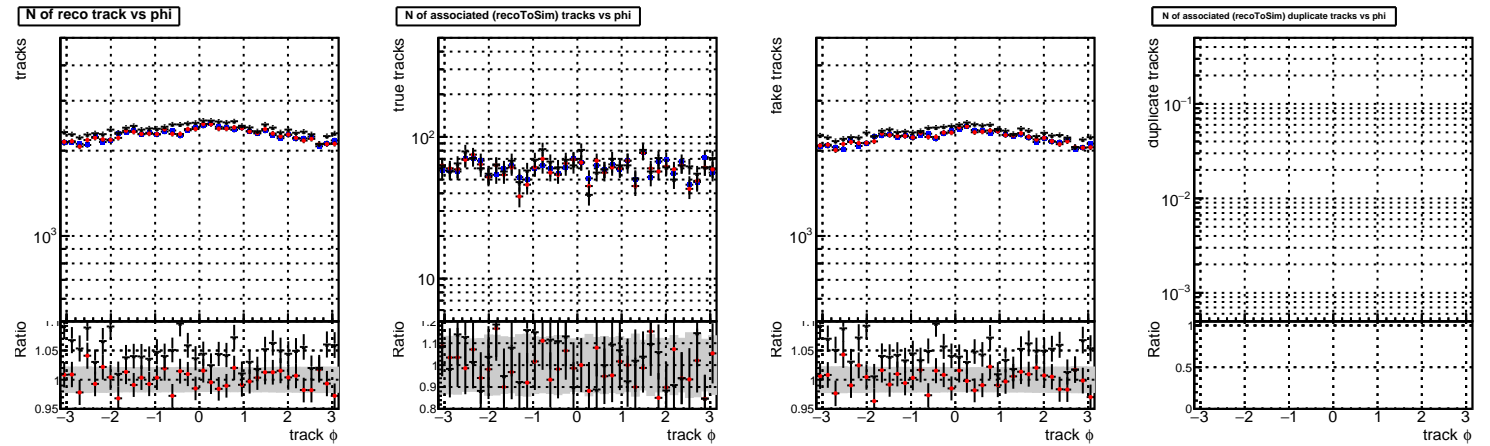 N of reco track vs phi
tracks
10³
Ratio
1.1
1.05
1
0.95
−3 −2 −1 0 1 2 3
track ϕ
N of associated (recoToSim) tracks vs phi
true tracks
10²
10
Ratio
1.2
1.1
1
0.9
0.8
−3 −2 −1 0 1 2 3
track ϕ
fake tracks
10³
Ratio
1.1
1.05
1
0.95
−3 −2 −1 0 1 2 3
track ϕ
N of associated (recoToSim) duplicate tracks vs phi
duplicate tracks
10⁻¹
10⁻²
10⁻³
Ratio
1
0.5
0
−3 −2 −1 0 1 2 3
track ϕ